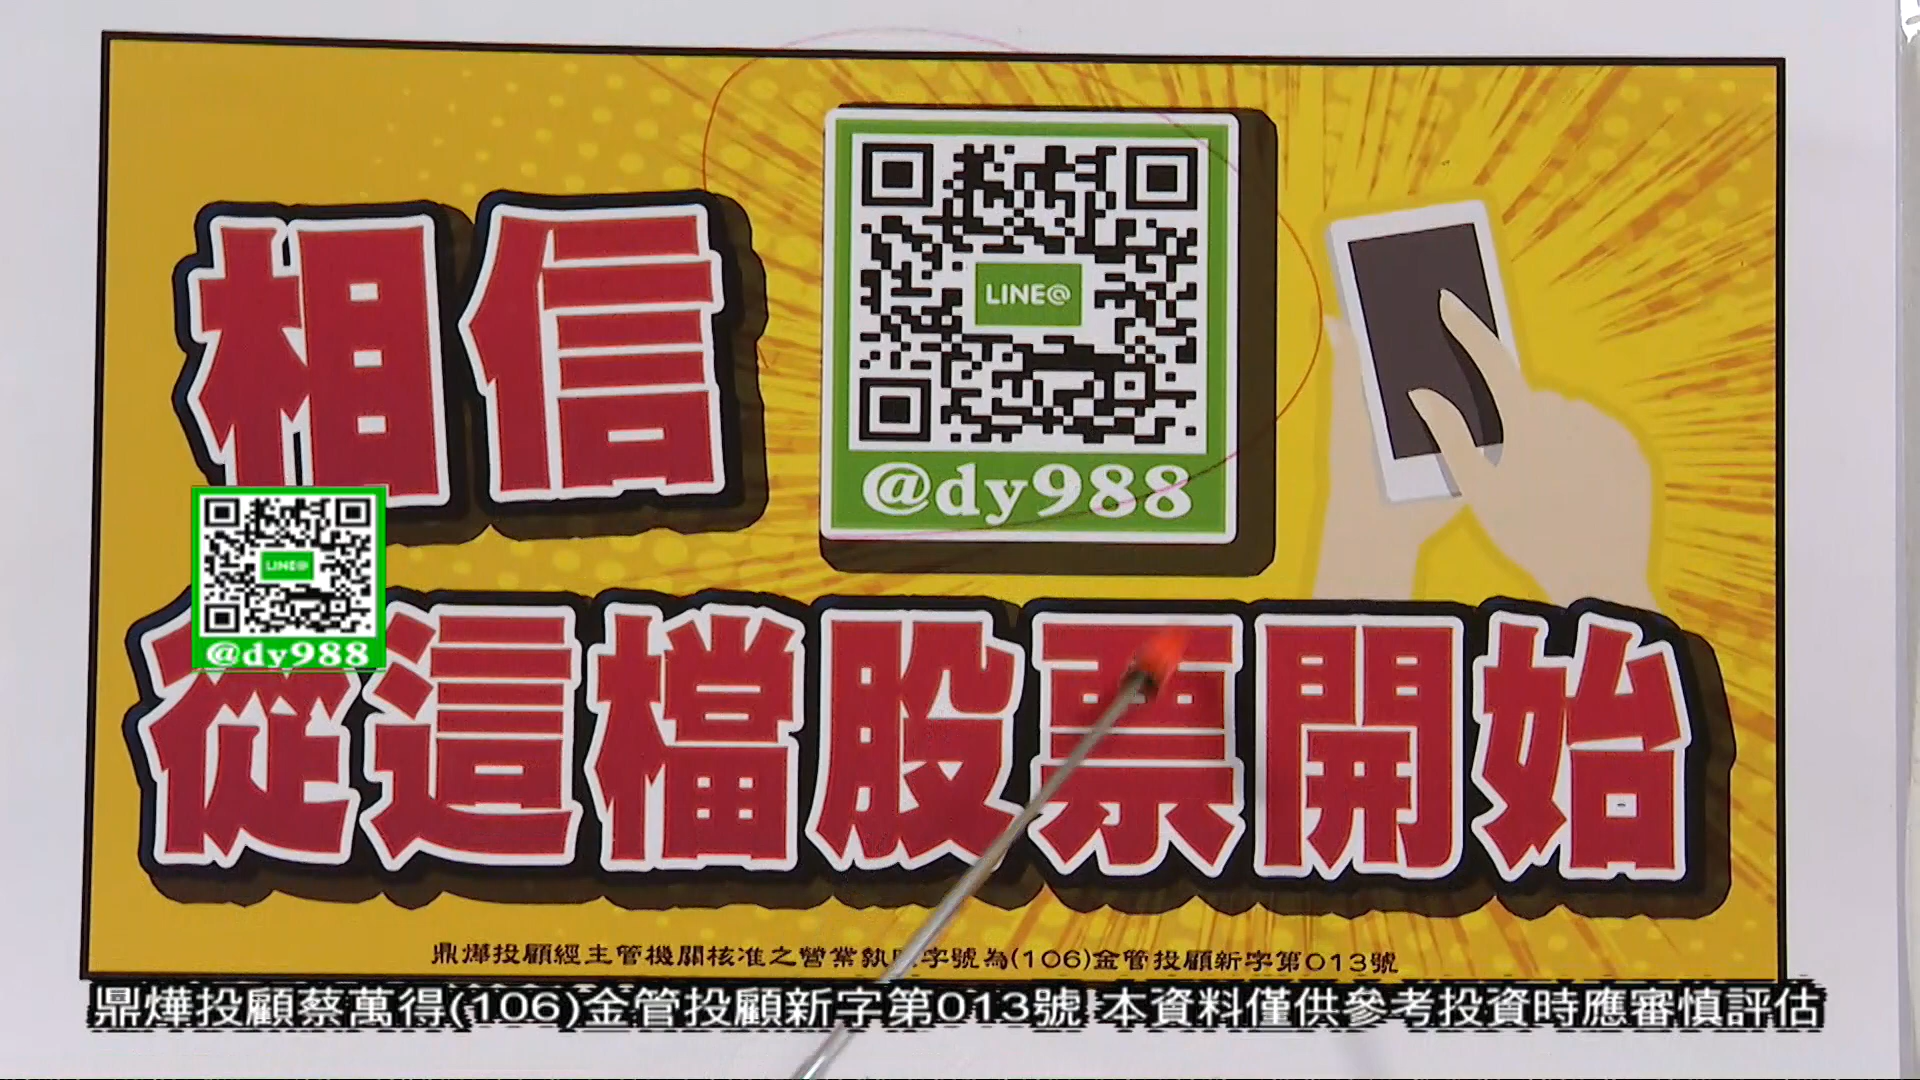 相信
LINE@
@dy988
LINE@
@dy988
從這檔股票開始
鼎燁投顧經主管機關核准之營業執 字號為(106)金管投顧新字第013號
鼎燁投顧蔡萬得(106)金管投顧新字第013號 本資料僅供參考投資時應審慎評估